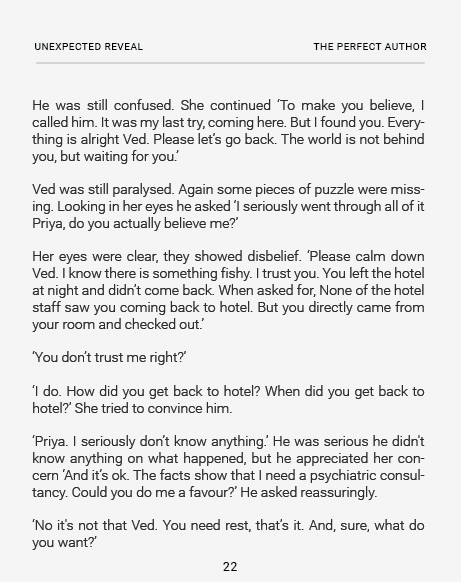 UNEXPECTED REVEAL THE PERFECT AUTHOR
He was still confused. She continued ‘To make you believe, I
called him. It was my last try, coming here. But I found you. Every-
thing is alright Ved. Please let’s go back. The world is not behind
you, but waiting for you.’
Ved was still paralysed. Again some pieces of puzzle were miss-
ing. Looking in her eyes he asked ‘I seriously went through all of it
Priya, do you actually believe me?’
Her eyes were clear, they showed disbelief. ‘Please calm down
Ved. I know there is something fishy. I trust you. You left the hotel
at night and didn’t come back. When asked for, None of the hotel
staff saw you coming back to hotel. But you directly came from
your room and checked out.’
‘You don’t trust me right?’
‘I do. How did you get back to hotel? When did you get back to
hotel?’ She tried to convince him.
‘Priya. I seriously don’t know anything.’ He was serious he didn't
know anything on what happened, but he appreciated her con-
cern ‘And it’s ok. The facts show that I need a psychiatric consul-
tancy. Could you do me a favour?’ He asked reassuringly.
‘No it's not that Ved. You need rest, that’s it. And, sure, what do
you want?’
22